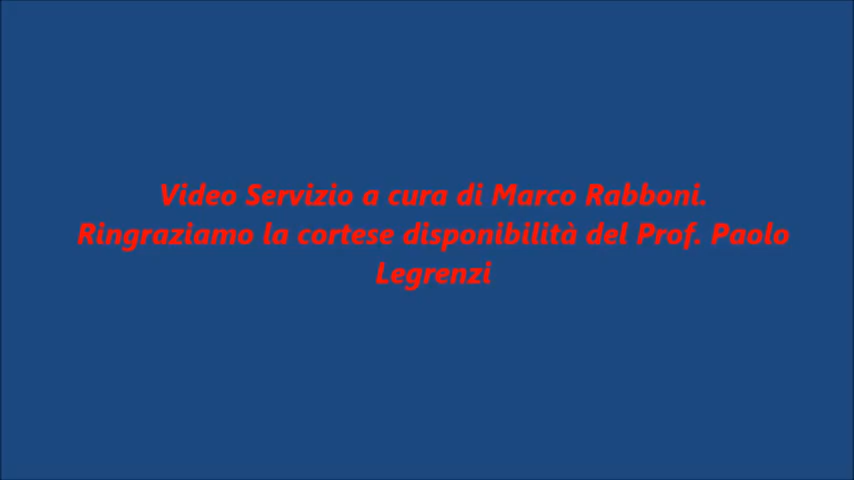 Video Servizio a cura di Marco Rabboni.
Ringraziamo la cortese disponibilità del Prof. Paolo
Legrenzi